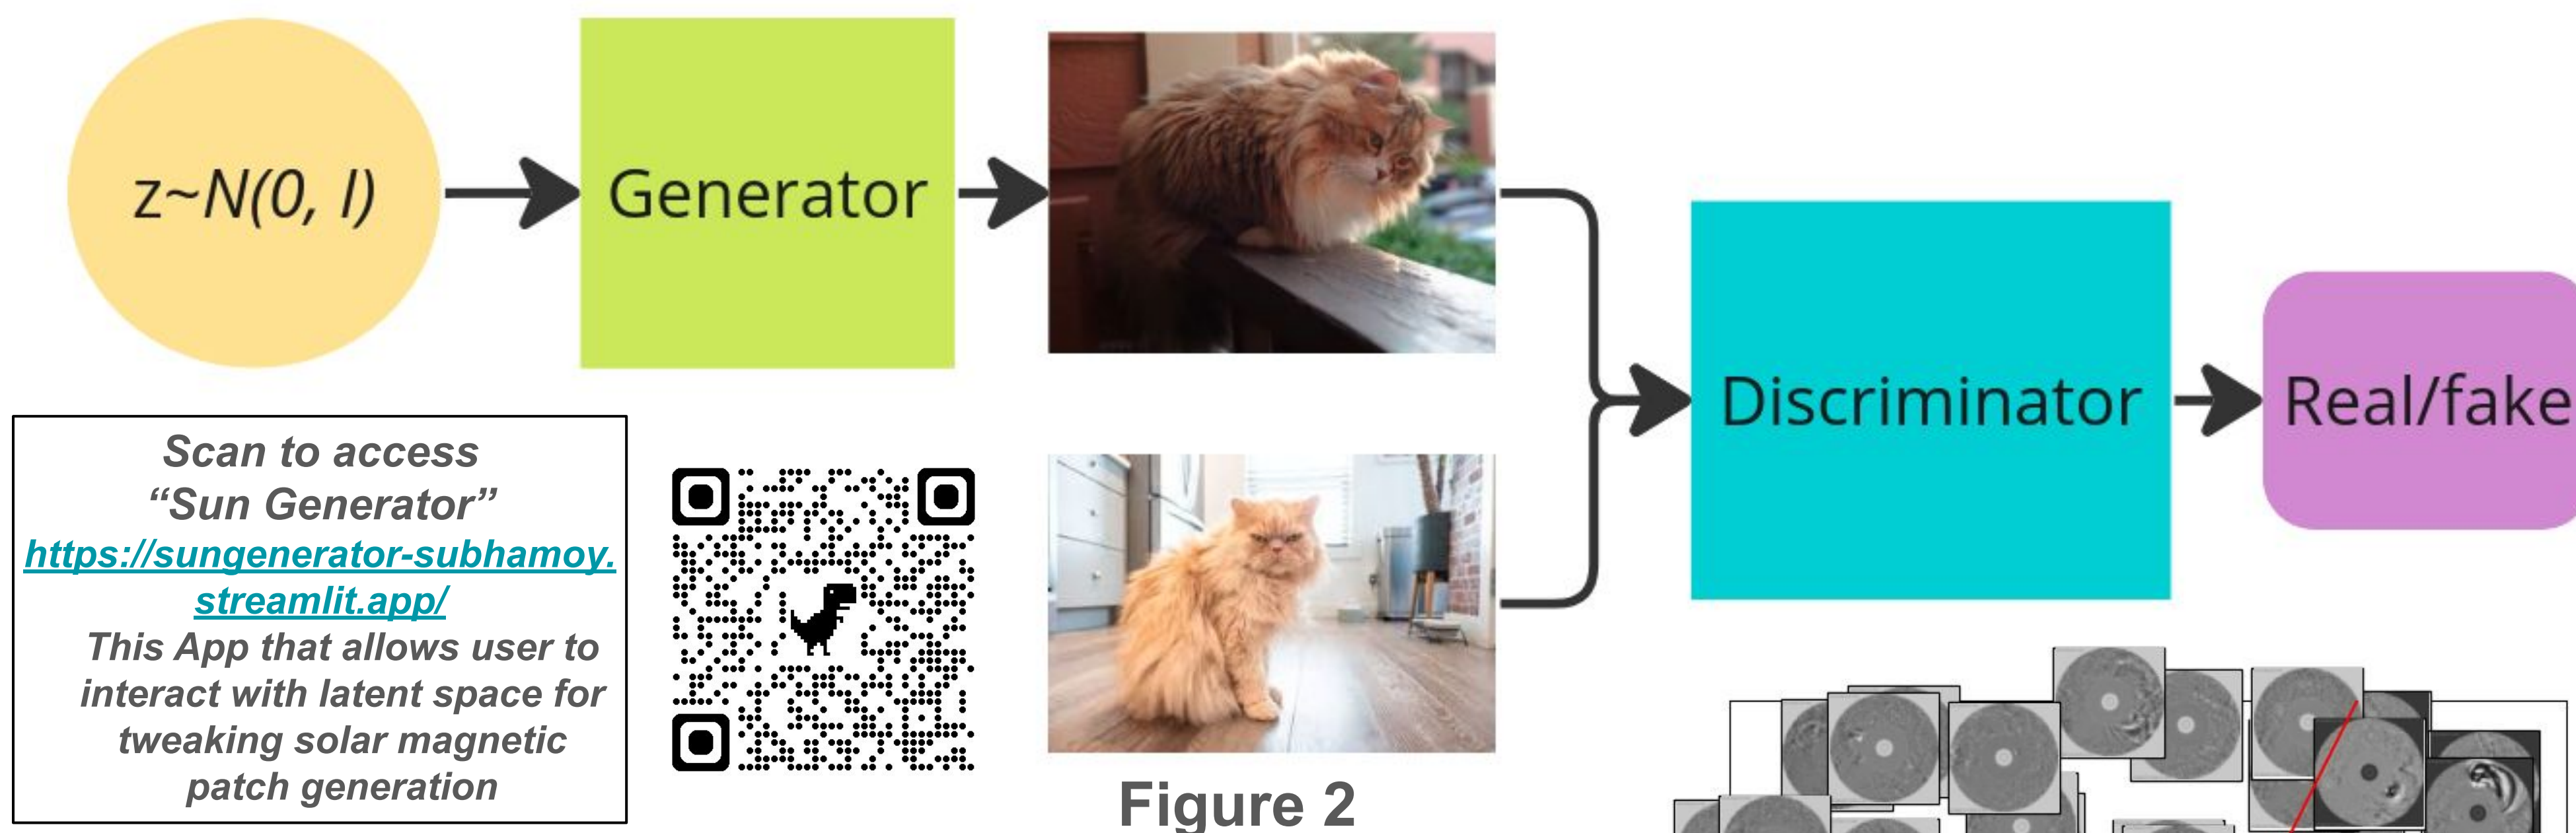 z~N(0, I)
Generator
Discriminator
Real/fake
Scan to access
“Sun Generator”
https://sungenerator-subhamoy.
streamlit.app/
This App that allows user to
interact with latent space for
tweaking solar magnetic
patch generation
Figure 2